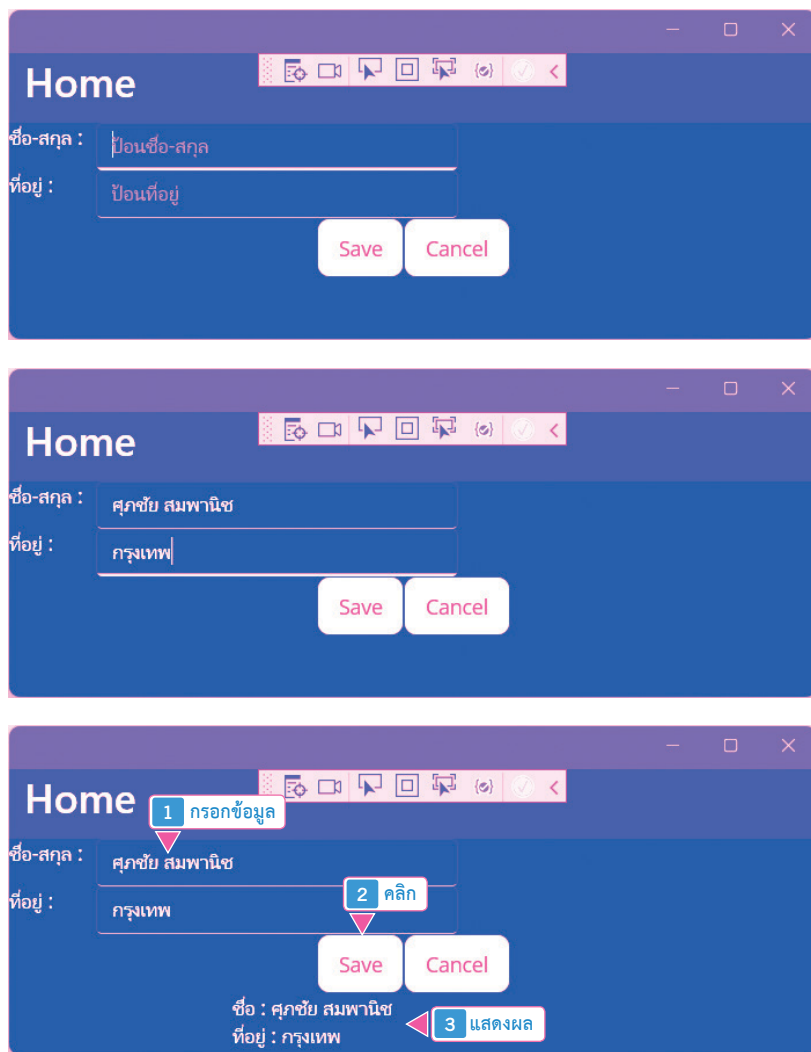 Home
ชื่อ-สกุล :
ป้อนชื่อ-สกุล
ที่อยู่ :
ป้อนที่อยู่
Save Cancel
Home
ชื่อ-สกุล :
ศุภชัย สมพานิช
ที่อยู่ :
กรุงเทพ
Save Cancel
Home
1 กรอกข้อมูล
ชื่อ-สกุล :
ศุภชัย สมพานิช
2 คลิก
ที่อยู่ :
กรุงเทพ
Save Cancel
ชื่อ : ศุภชัย สมพานิช
3 แสดงผล
ที่อยู่ : กรุงเทพ